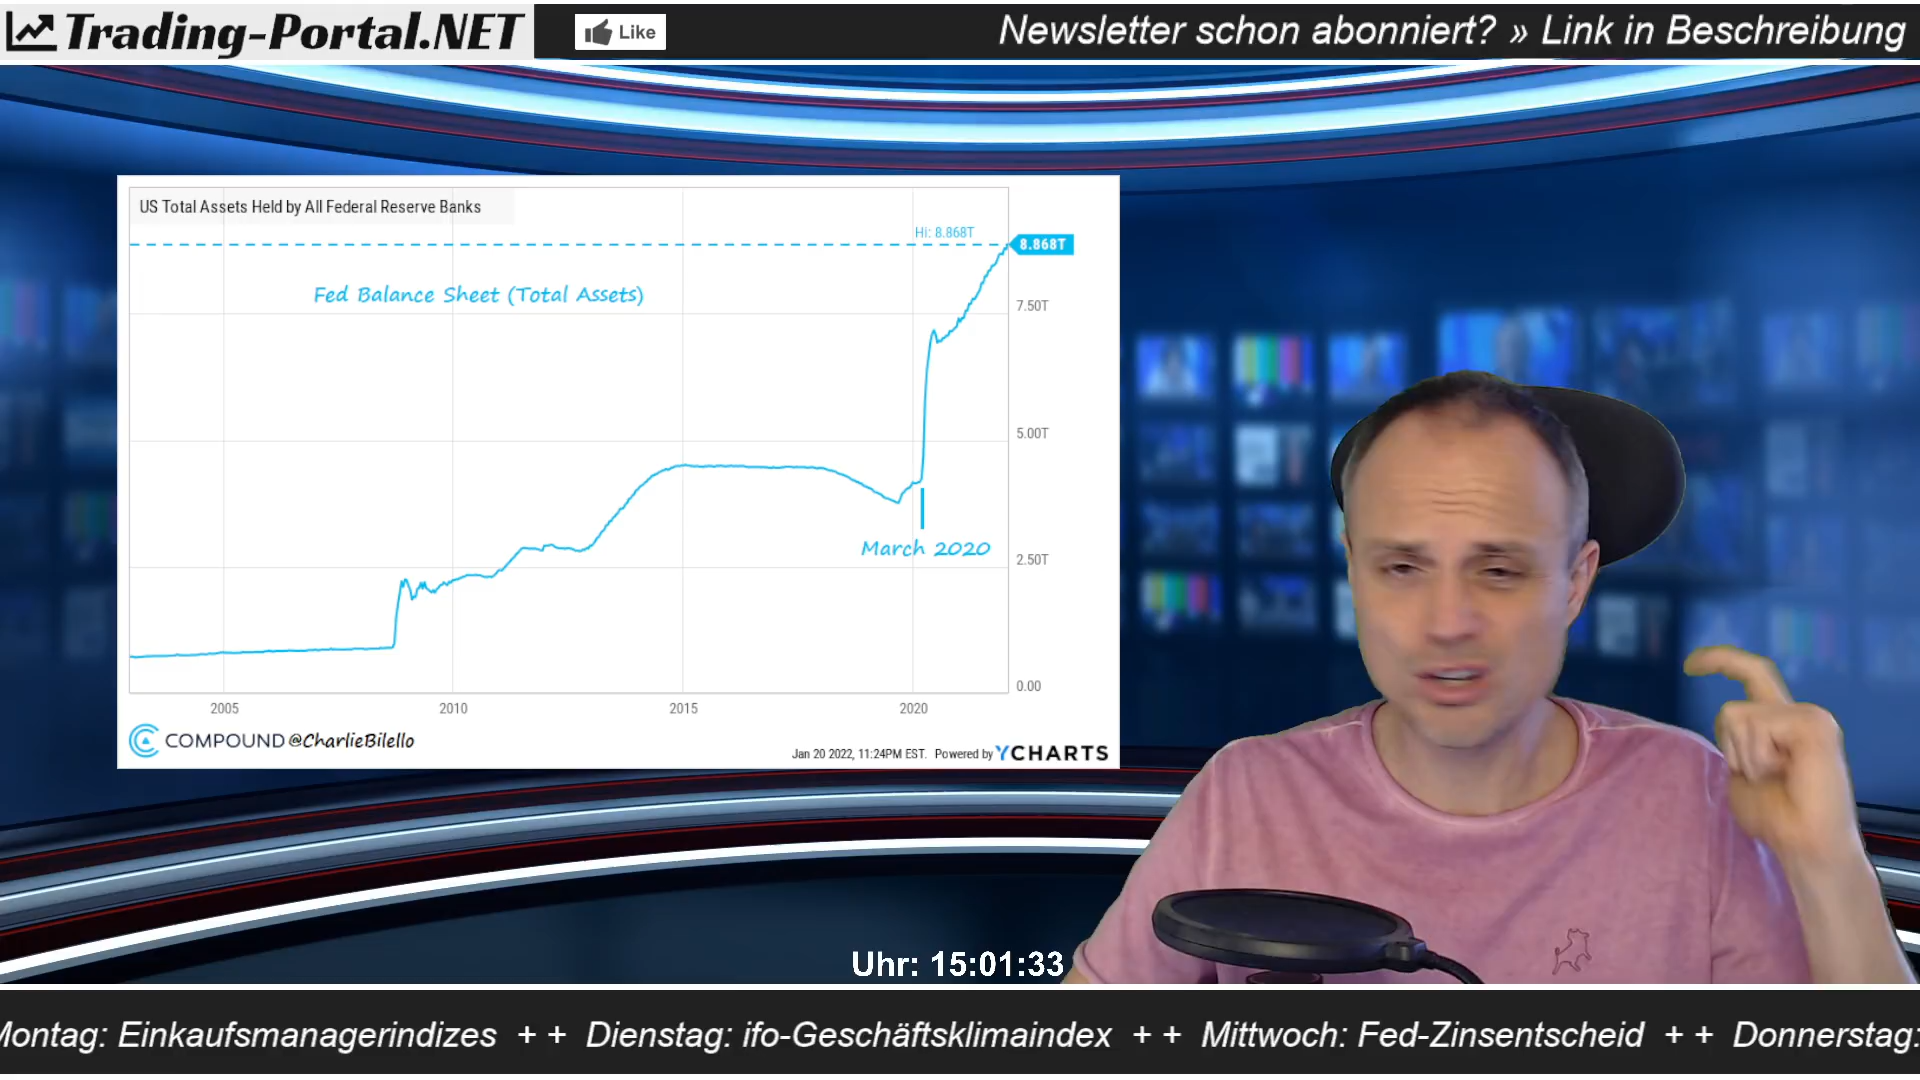 Trading-Portal.NET
Like
Newsletter schon abonniert? » Link in Beschreibung
US Total Assets Held by All Federal Reserve Banks
Hi: 8.868T
8.868T
Fed Balance Sheet (Total Assets)
7.50T
5.00T
March 2020
2.50T
0.00
2005
2010
2015
2020
COMPOUND @CharlieBilello
Jan 20 2022, 11:24PM EST. Powered by YCHARTS
Uhr: 15:01:33
Montag: Einkaufsmanagerindizes ++ Dienstag: ifo-Geschäftsklimaindex ++ Mittwoch: Fed-Zinsentscheid ++ Donnerstag: